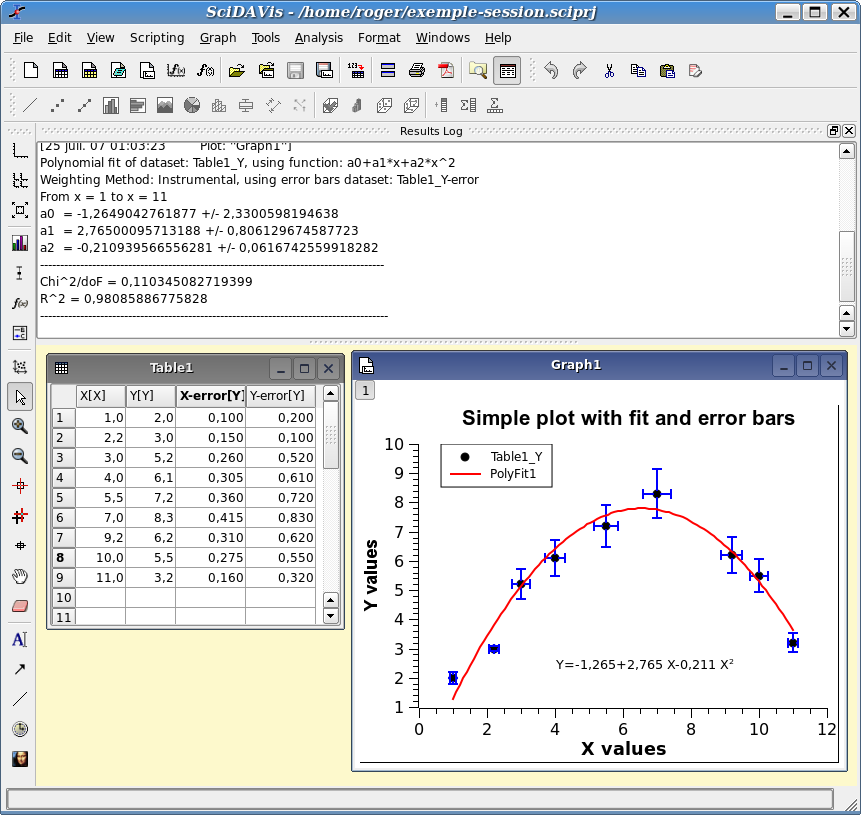 SciDAVis - /home/roger/exemple-session.sciprj
File Edit View Scripting Graph Tools Analysis Format Windows Help
Results Log
[25 juil. 07 01:03:23 Plot: "Graph1"]
Polynomial fit of dataset: Table1_Y, using function: a0+a1*x+a2*x^2
Weighting Method: Instrumental, using error bars dataset: Table1_Y-error
From x = 1 to x = 11
a0 = -1,2649042761877 +/- 2,3300598194638
a1 = 2,76500095713188 +/- 0,806129674587723
a2 = -0,210939566556281 +/- 0,0616742559918282
---------------------------------------------------------------------------------------
Chi^2/doF = 0,110345082719399
R^2 = 0,98085886775828
---------------------------------------------------------------------------------------
Table1
X[X] Y[Y] X-error[Y] Y-error[Y]
1 1,0 2,0 0,100 0,200
2 2,2 3,0 0,150 0,100
3 3,0 5,2 0,260 0,520
4 4,0 6,1 0,305 0,610
5 5,5 7,2 0,360 0,720
6 7,0 8,3 0,415 0,830
7 9,2 6,2 0,310 0,620
8 10,0 5,5 0,275 0,550
9 11,0 3,2 0,160 0,320
10
11
Graph1
1
Simple plot with fit and error bars
Table1_Y
PolyFit1
10
9
8
7
6
5
4
3
2
1
Y values
Y=-1,265+2,765 X-0,211 X²
0 2 4 6 8 10 12
X values